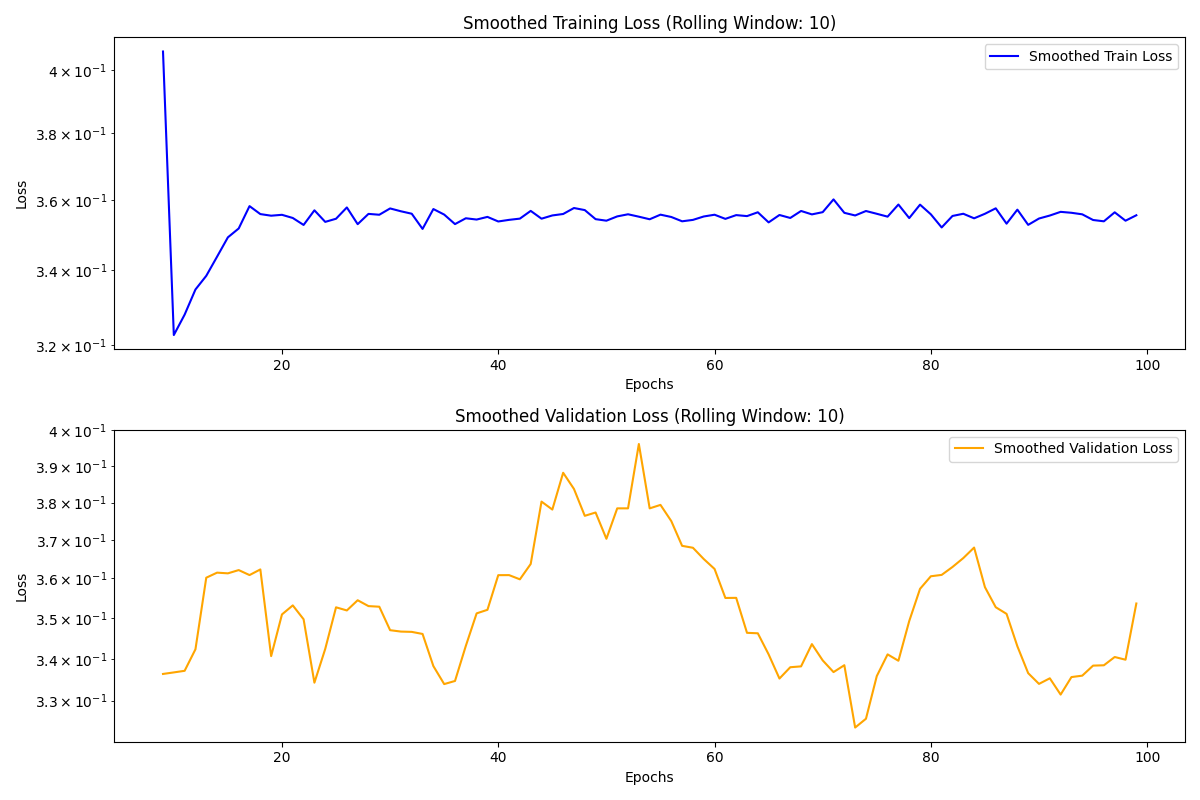 Smoothed Training Loss (Rolling Window: 10)
Smoothed Train Loss
4 × 10⁻¹
3.8 × 10⁻¹
3.6 × 10⁻¹
3.4 × 10⁻¹
3.2 × 10⁻¹
Loss
20 40 60 80 100
Epochs
Smoothed Validation Loss (Rolling Window: 10)
Smoothed Validation Loss
4 × 10⁻¹
3.9 × 10⁻¹
3.8 × 10⁻¹
3.7 × 10⁻¹
3.6 × 10⁻¹
3.5 × 10⁻¹
3.4 × 10⁻¹
3.3 × 10⁻¹
Loss
20 40 60 80 100
Epochs